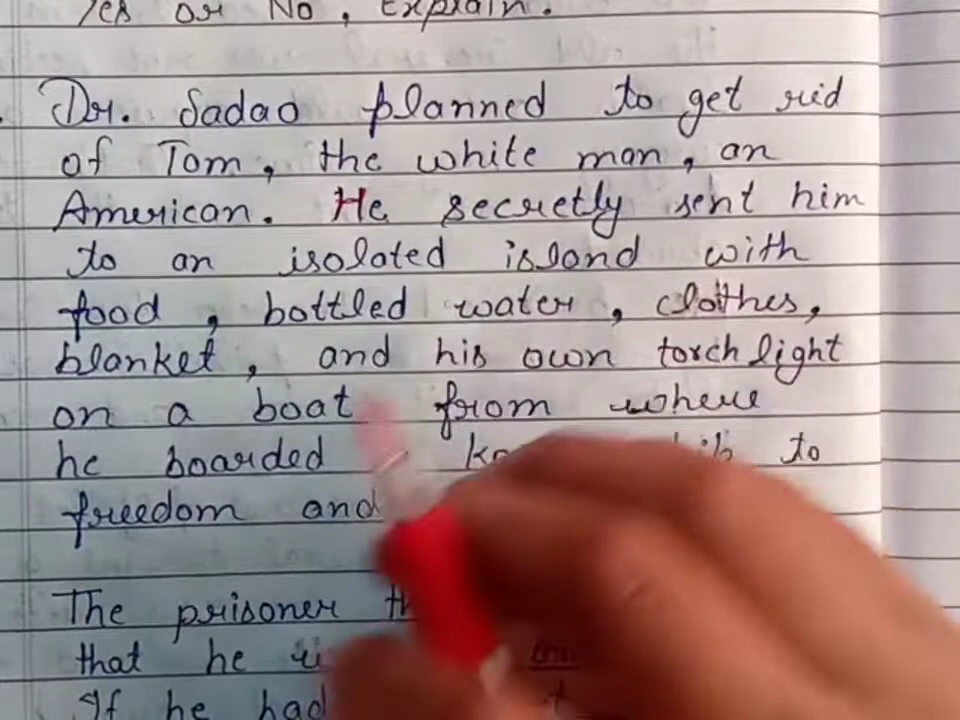 Yes or No, Explain.
Dr. Sadao planned to get rid
of Tom, the white man, an
American. He secretly sent him
to an isolated island with
food, bottled water, clothes,
blanket, and his own torch light
on a boat from where
he boarded to
freedom and
The prisoner
that he
If he had